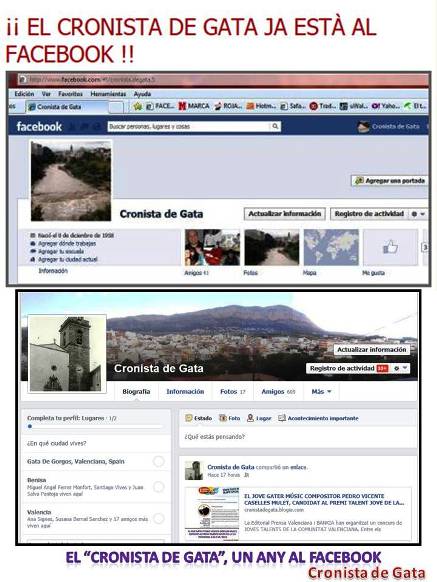 ¡¡ EL CRONISTA DE GATA JA ESTÀ AL
FACEBOOK !!
http://www.facebook.com/#!/cronista.degata.5
Edición Ver Favoritos Herramientas Ayuda
Cronista de Gata
FACE... MARCA ROJA... Hotm... Safa... Trad... Yahoo...
facebook
Buscar personas, lugares y cosas
Cronista de Gata
Agregar una portada
Cronista de Gata
Actualizar información
Registro de actividad
Nació el 8 de diciembre de 1958
Agregar dónde trabajas
Agregar tu escuela
Agregar tu ciudad actual
Información
Amigos 41
Fotos
Mapa
Me gusta
3
Actualizar información
Cronista de Gata
Registro de actividad 10+
Biografía Información Fotos 17 Amigos Más
Completa tu perfil: Lugares · 1/2
Estado Foto Lugar Acontecimiento importante
¿Qué estás pensando?
¿En qué ciudad vives?
Gata De Gorgos, Valenciana, Spain
Benissa
Miguel Angel Ferrer Monfort, Santiago Vives y Juan
Salva Pastor viven aquí
Valencia
Ana Signes, Susana Bernal Sanchez y 17 amigos más
viven aquí
Cronista de Gata compartió un enlace.
Hace 17 horas
EL JOVE GATER MÚSIC COMPOSITOR PEDRO VICENTE
CASELLES MULET, CANDIDAT AL PREMI TALENT JOVE DE LA...
cronistadegata.blogspot.com
La Editorial Prensa Valenciana i BANKIA han organitzat un concurs de
JOVES TALENTS DE LA COMUNITAT VALENCIANA. Entre els
EL “CRONISTA DE GATA”, UN ANY AL FACEBOOK
Cronista de Gata